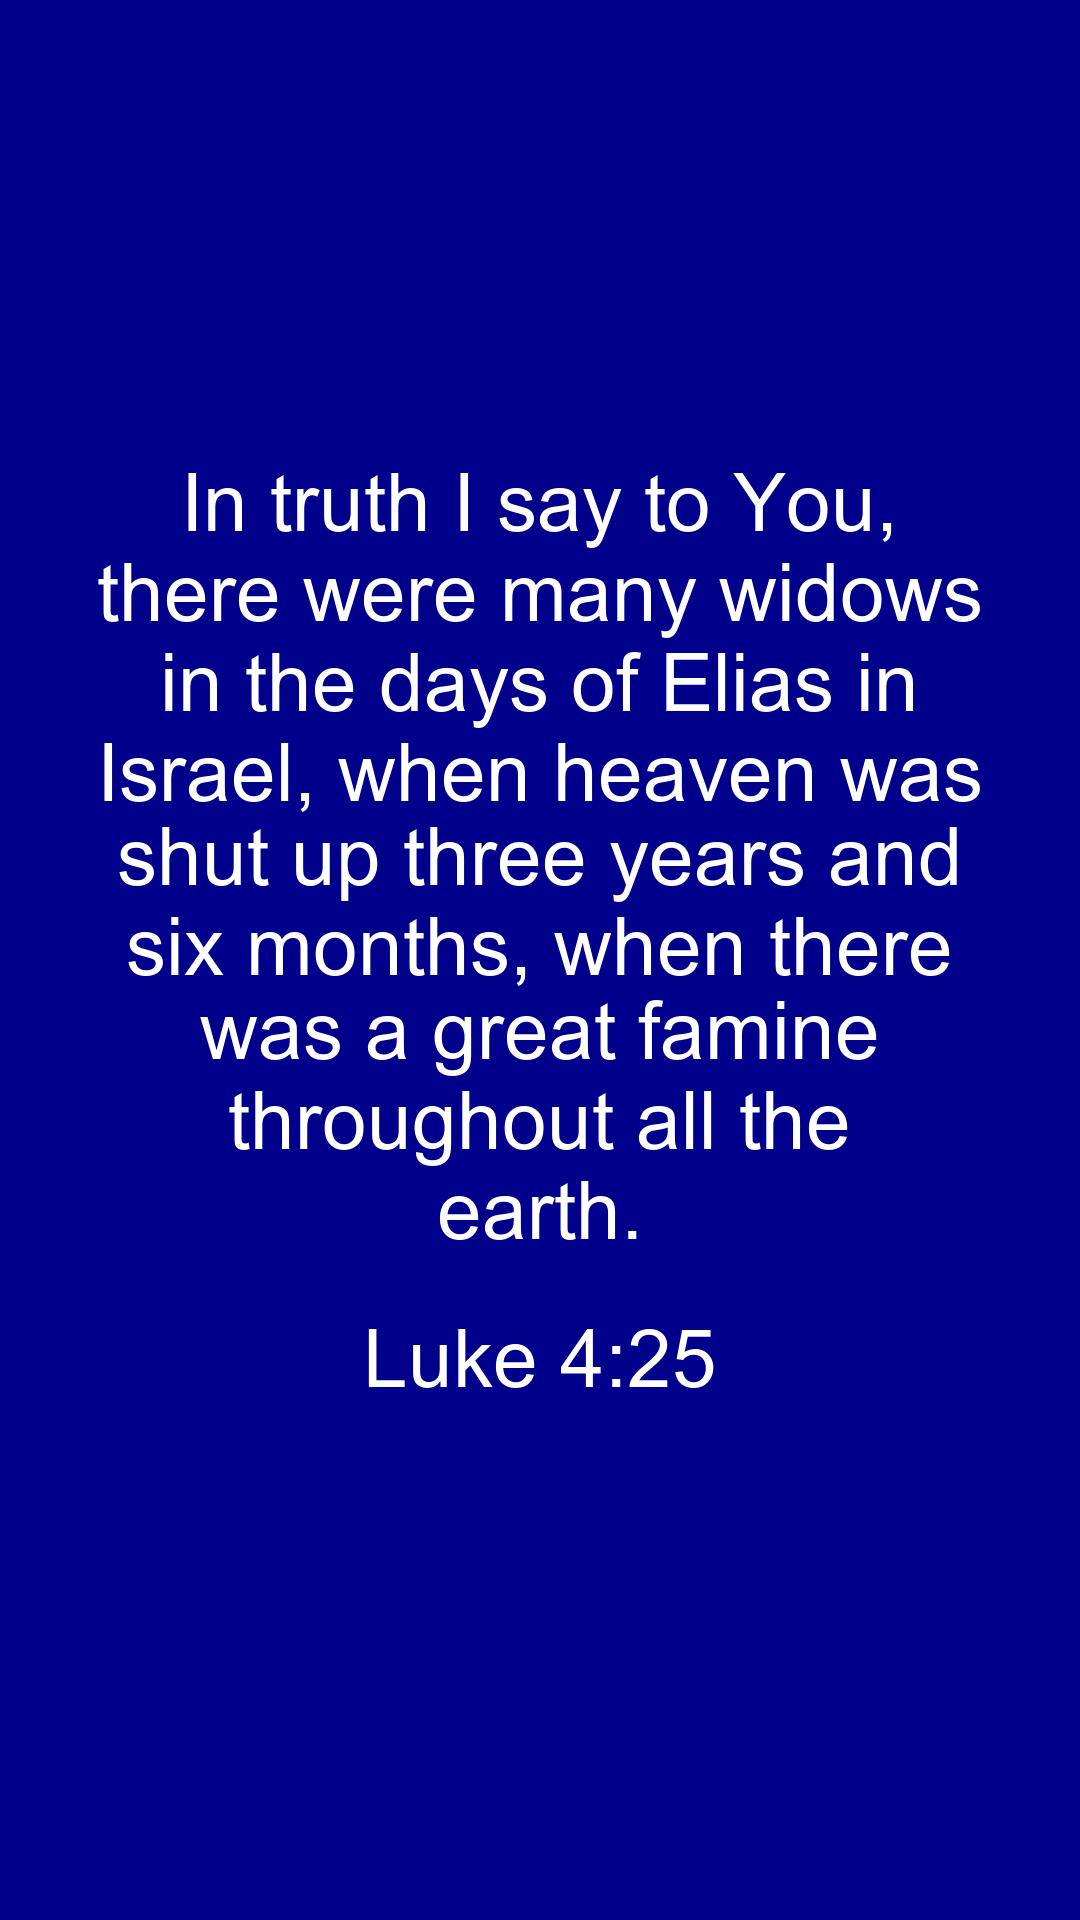 In truth I say to You,
there were many widows
in the days of Elias in
Israel, when heaven was
shut up three years and
six months, when there
was a great famine
throughout all the
earth.
Luke 4:25